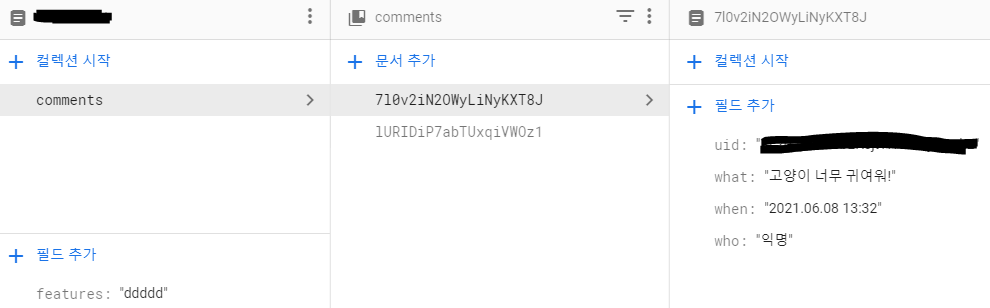 comments
7l0v2iN2OWyLiNyKXT8J
컬렉션 시작
문서 추가
컬렉션 시작
comments
7l0v2iN2OWyLiNyKXT8J
필드 추가
lURIDiP7abTUxqiVWOz1
uid: "
what: "고양이 너무 귀여워!"
when: "2021.06.08 13:32"
who: "익명"
필드 추가
features: "ddddd"